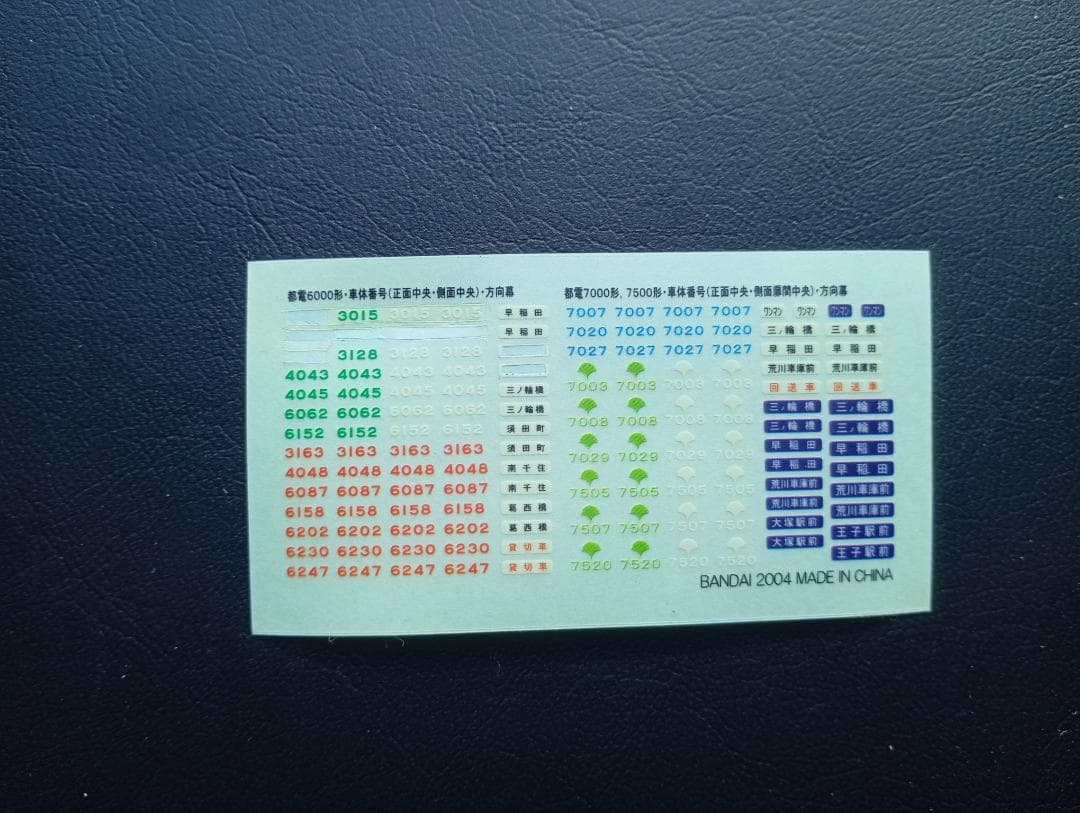 都電6000形・車体番号(正面中央・側面中央)・方向幕
3015 3015 3015 早稲田
早稲田
3128 3128 3128
4043 4043 4043 4043
4045 4045 4045 4045 三ノ輪橋
6062 6062 6062 6062 三ノ輪橋
6152 6152 6152 6152 須田町
3163 3163 3163 3163 須田町
4048 4048 4048 4048 南千住
6087 6087 6087 6087 南千住
6158 6158 6158 6158 葛西橋
6202 6202 6202 6202 葛西橋
6230 6230 6230 6230 貸切車
6247 6247 6247 6247 貸切車
都電7000形, 7500形・車体番号(正面中央・側面扉間中央)・方向幕
7007 7007 7007 7007
7020 7020 7020 7020
7027 7027 7027 7027
7003 7003 7003 7003
7008 7008 7008 7008
7029 7029 7029 7029
7505 7505 7505 7505
7507 7507 7507 7507
7520 7520 7520 7520
ワンマン ワンマン ワンマン ワンマン
三ノ輪橋 三ノ輪橋
早稲田 早稲田
荒川車庫前 荒川車庫前
回送車 回送車
三ノ輪橋 三ノ輪橋
三ノ輪橋 三ノ輪橋
早稲田 早稲田
早稲田 早稲田
荒川車庫前 荒川車庫前
荒川車庫前 荒川車庫前
大塚駅前 王子駅前
大塚駅前 王子駅前
BANDAI 2004 MADE IN CHINA